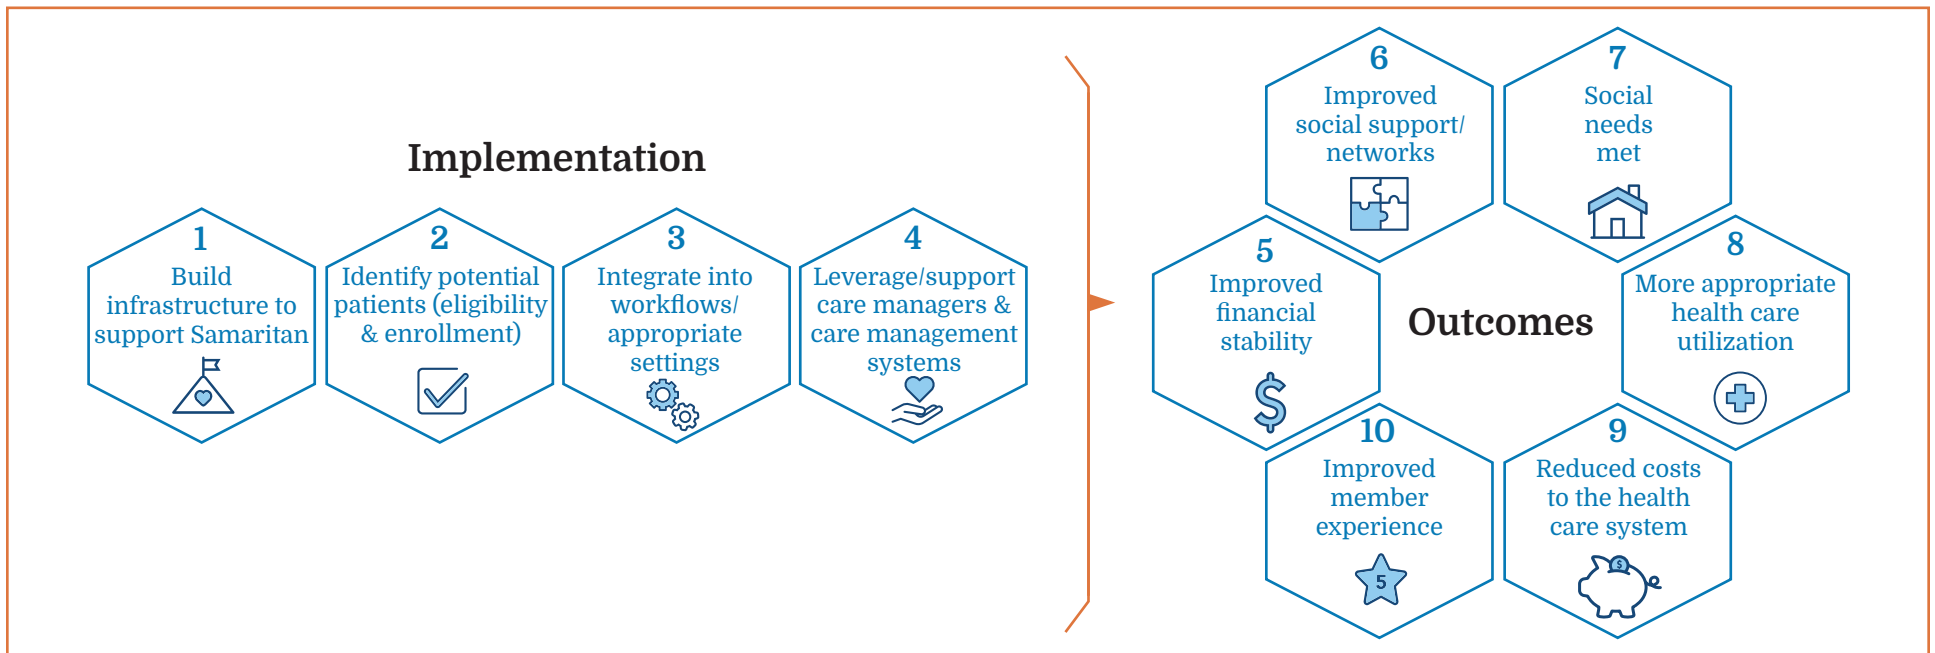 Implementation
1
Build
infrastructure to
support Samaritan
2
Identify potential
patients (eligibility
& enrollment)
3
Integrate into
workflows/
appropriate
settings
4
Leverage/support
care managers &
care management
systems
Outcomes
5
Improved
financial
stability
$
6
Improved
social support/
networks
7
Social
needs
met
8
More appropriate
health care
utilization
9
Reduced costs
to the health
care system
$
10
Improved
member
experience
5